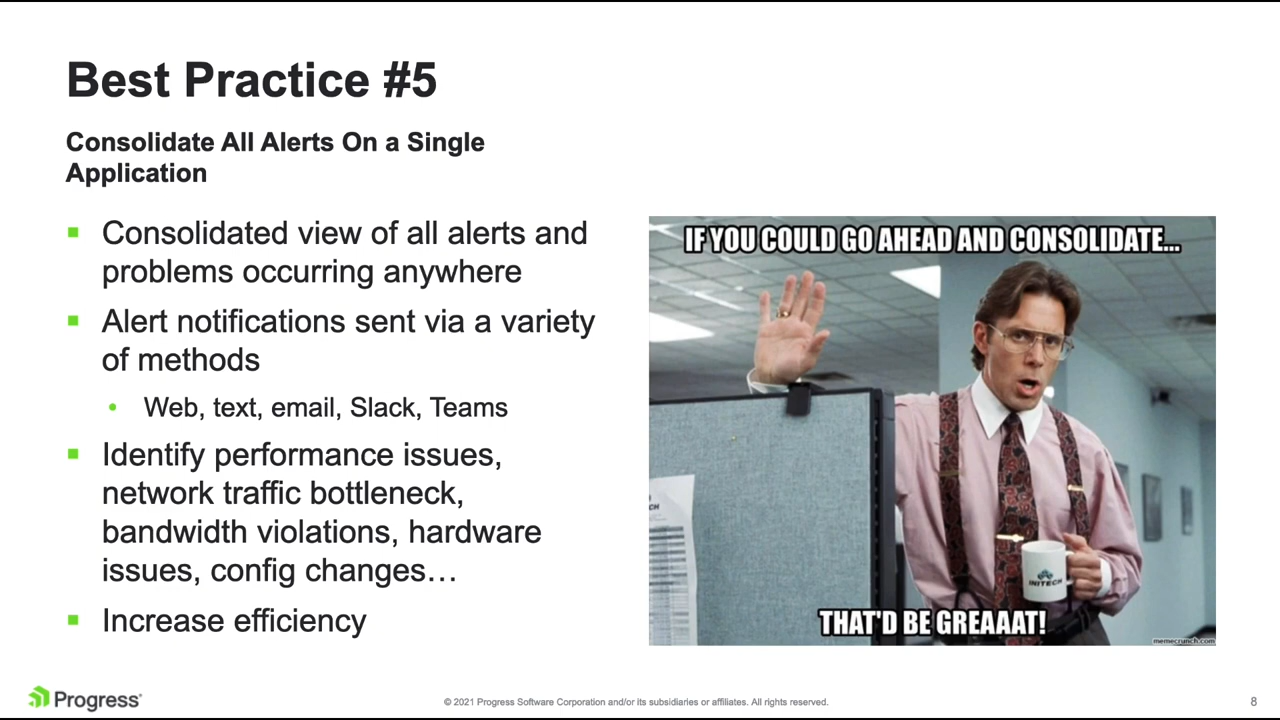 Best Practice #5
Consolidate All Alerts On a Single
Application
Consolidated view of all alerts and
problems occurring anywhere
Alert notifications sent via a variety
of methods
Web, text, email, Slack, Teams
Identify performance issues,
network traffic bottleneck,
bandwidth violations, hardware
issues, config changes…
Increase efficiency
IF YOU COULD GO AHEAD AND CONSOLIDATE...
INITECH
THAT'D BE GREAAAT!
memecrunch.com
Progress
© 2021 Progress Software Corporation and/or its subsidiaries or affiliates. All rights reserved.
8